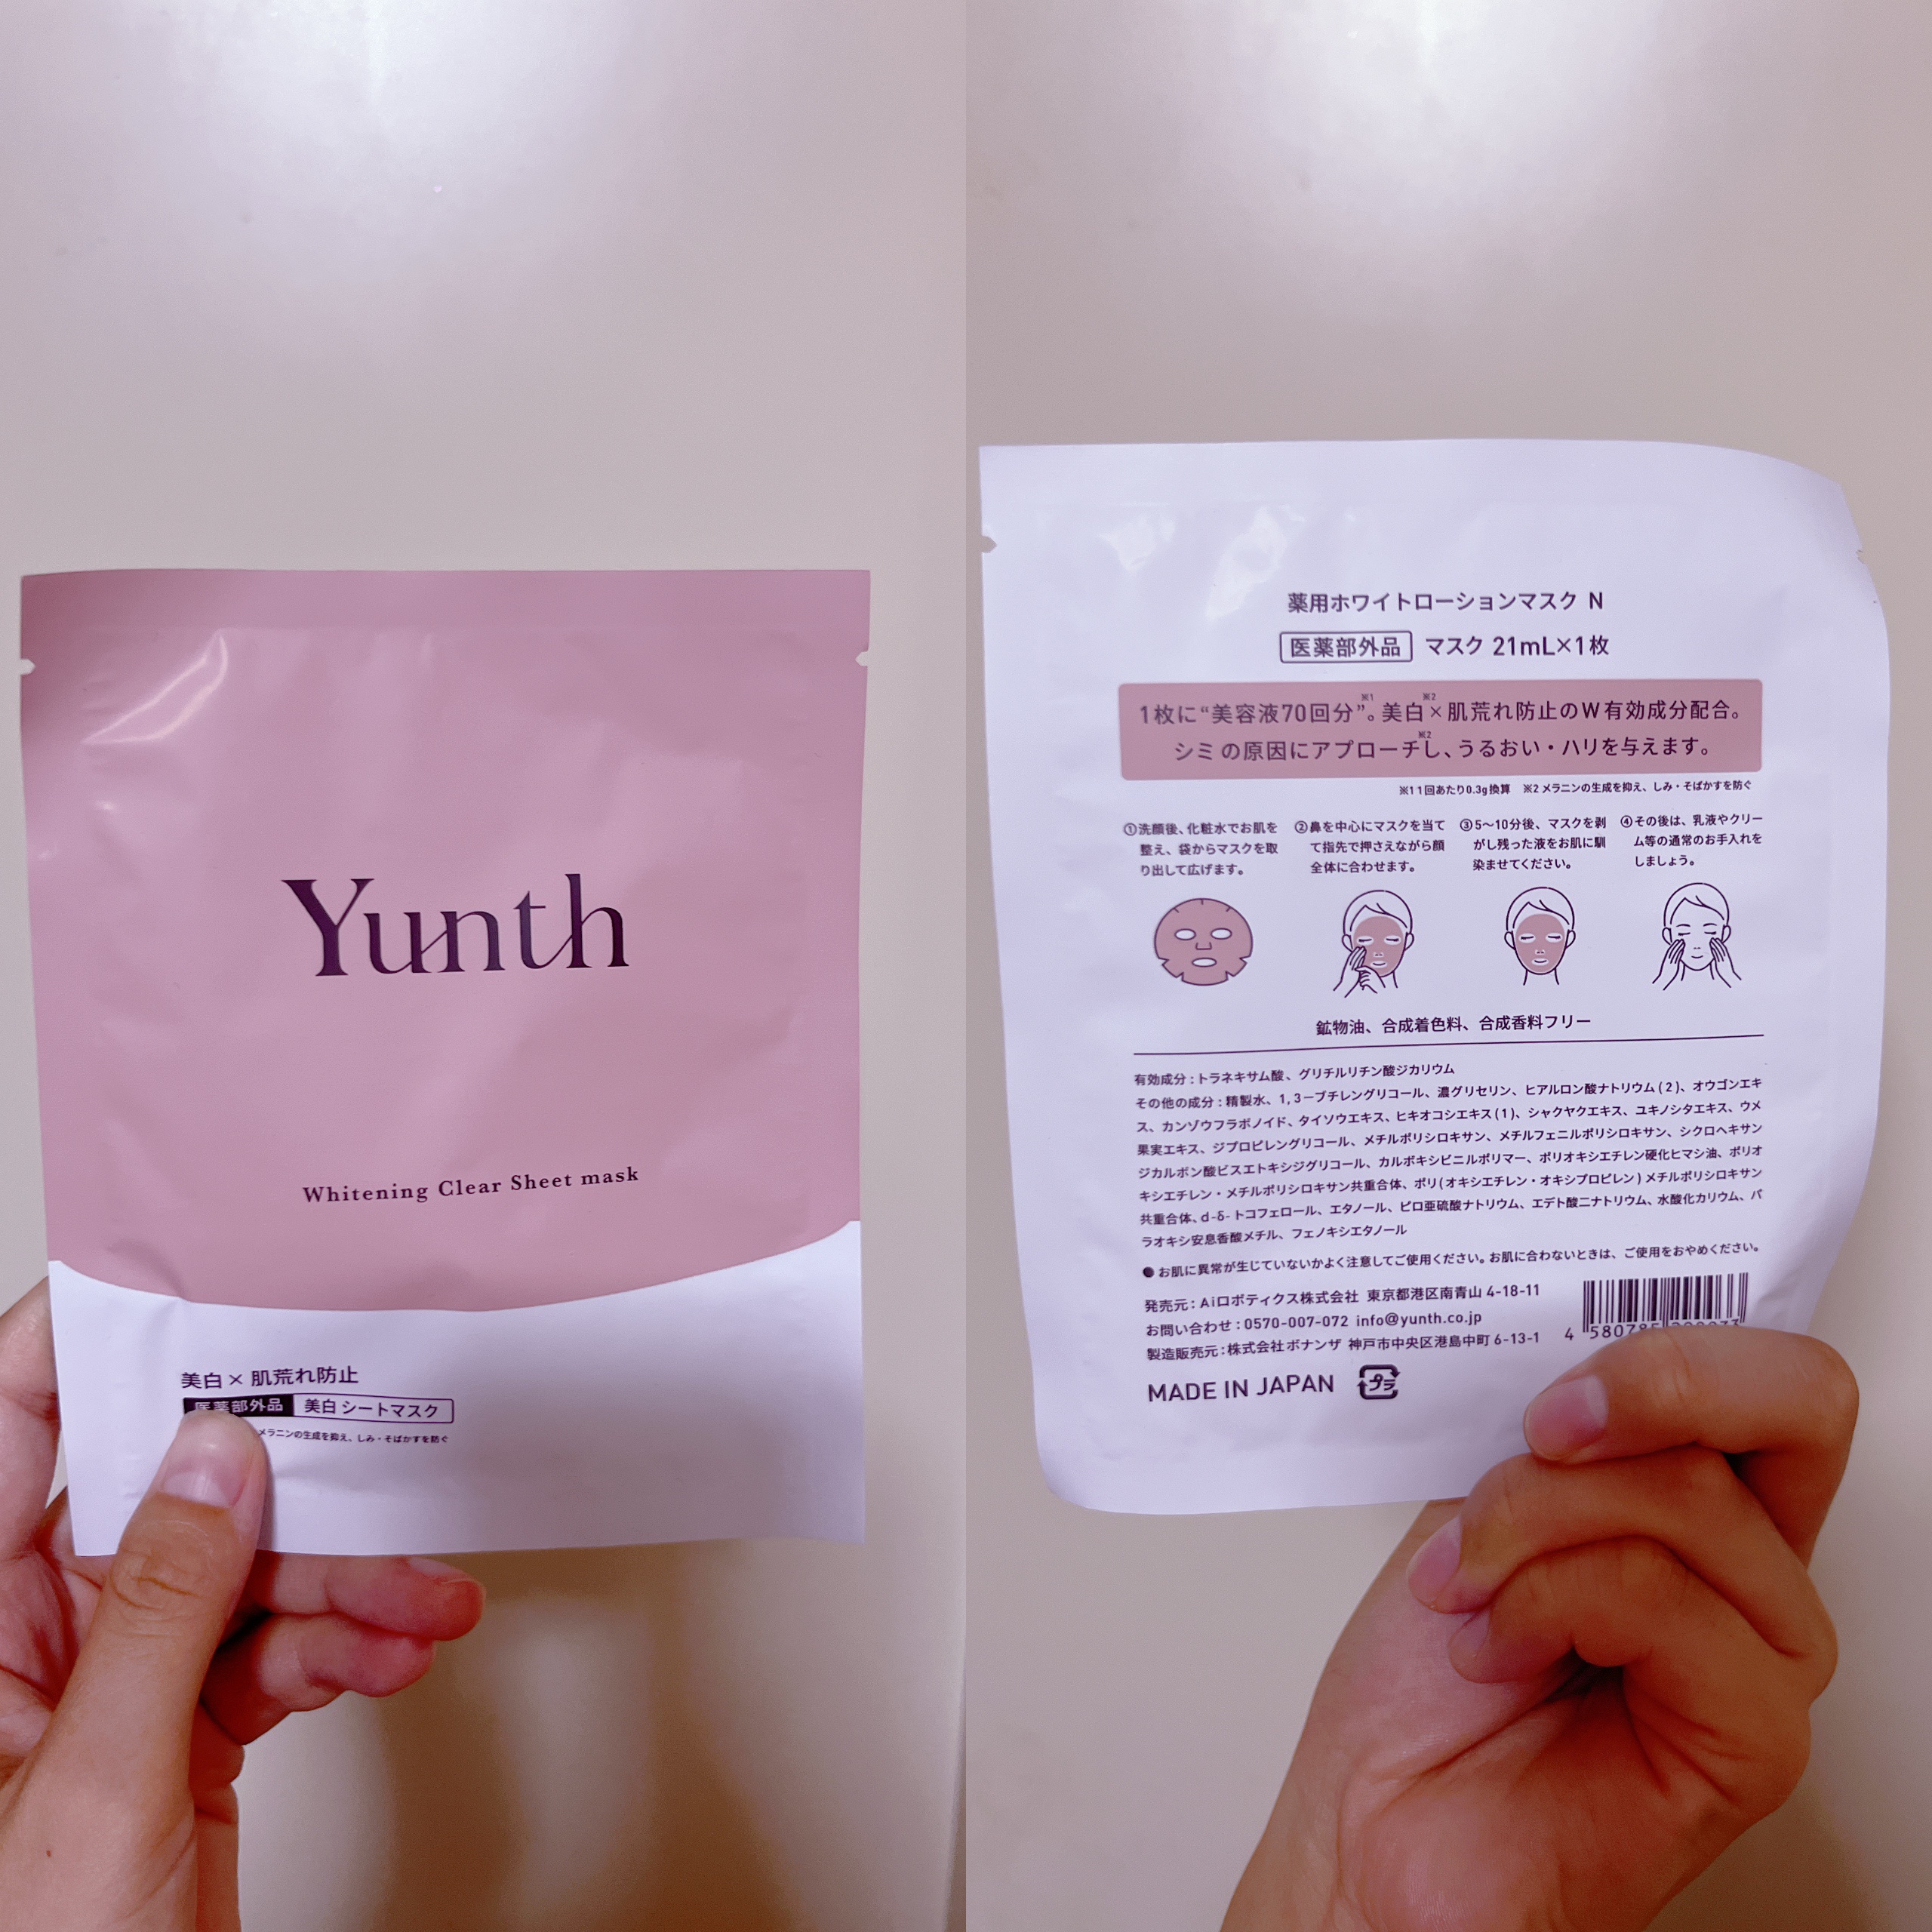 Yunth
Whitening Clear Sheet mask
美白×肌荒れ防止
医薬部外品 美白シートマスク
メラニンの生成を抑え、しみ・そばかすを防ぐ
薬用ホワイトローションマスク N
医薬部外品 マスク 21mL×1枚
1枚に“美容液70回分”※1。美白※2×肌荒れ防止のW有効成分配合。
シミの原因にアプローチ※2し、うるおい・ハリを与えます。
※1 1回あたり0.3g換算 ※2 メラニンの生成を抑え、しみ・そばかすを防ぐ
①洗顔後、化粧水でお肌を
整え、袋からマスクを取
り出して広げます。
②鼻を中心にマスクを当て
て指先で押さえながら顔
全体に合わせます。
③5〜10分後、マスクを剥
がし残った液をお肌に馴
染ませてください。
④その後は、乳液やクリー
ム等の通常のお手入れを
しましょう。
鉱物油、合成着色料、合成香料フリー
有効成分：トラネキサム酸、グリチルリチン酸ジカリウム
その他の成分：精製水、1,3－ブチレングリコール、濃グリセリン、ヒアルロン酸ナトリウム(2)、オウゴンエキ
ス、カンゾウフラボノイド、タイソウエキス、ヒキオコシエキス(1)、シャクヤクエキス、ユキノシタエキス、ウメ
果実エキス、ジプロピレングリコール、メチルポリシロキサン、メチルフェニルポリシロキサン、シクロヘキサン
ジカルボン酸ビスエトキシジグリコール、カルボキシビニルポリマー、ポリオキシエチレン硬化ヒマシ油、ポリオ
キシエチレン・メチルポリシロキサン共重合体、ポリ(オキシエチレン・オキシプロピレン)メチルポリシロキサン
共重合体、d-δ-トコフェロール、エタノール、ピロ亜硫酸ナトリウム、エデト酸二ナトリウム、水酸化カリウム、パ
ラオキシ安息香酸メチル、フェノキシエタノール
●お肌に異常が生じていないかよく注意してご使用ください。お肌に合わないときは、ご使用をおやめください。
発売元：Aiロボティクス株式会社 東京都港区南青山 4-18-11
お問い合わせ：0570-007-072 info@yunth.co.jp
製造販売元：株式会社ボナンザ 神戸市中央区港島中町 6-13-1
MADE IN JAPAN プラ
4 580785